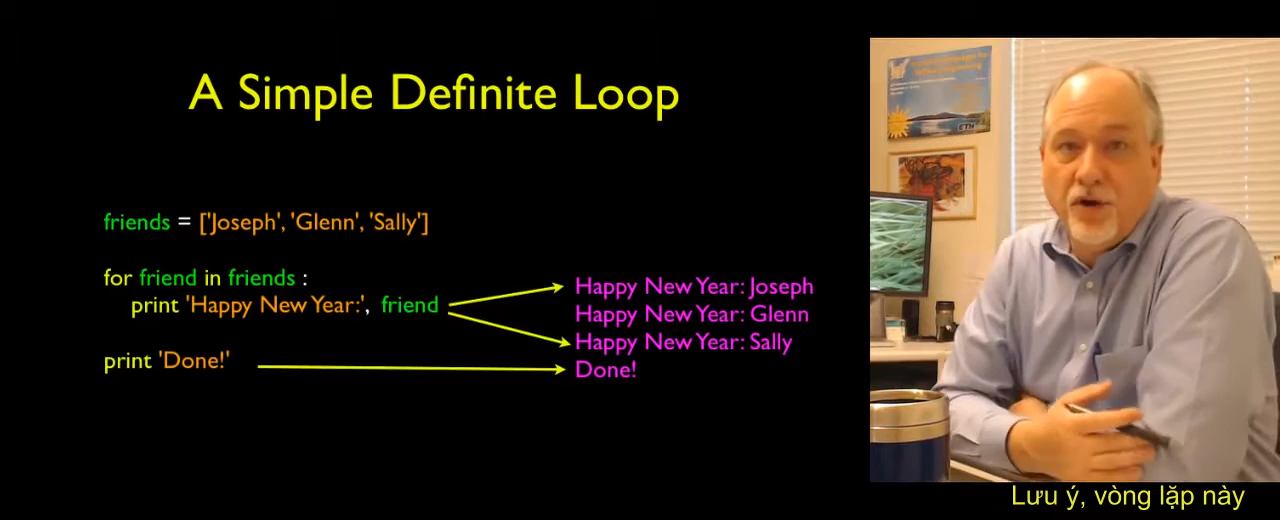 A Simple Definite Loop
friends = ['Joseph', 'Glenn', 'Sally']
for friend in friends :
print 'Happy New Year:', friend
print 'Done!'
Happy New Year: Joseph
Happy New Year: Glenn
Happy New Year: Sally
Done!
Lưu ý, vòng lặp này